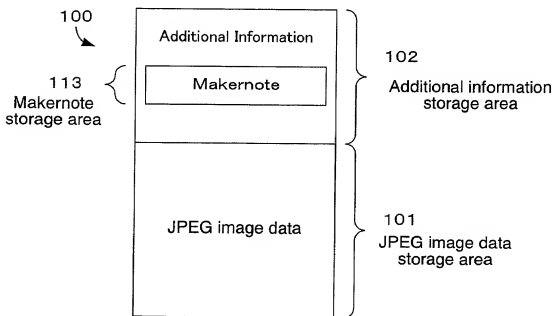 100
Additional Information
Makernote
113
Makernote
storage area
102
Additional information
storage area
JPEG image data
101
JPEG image data
storage area